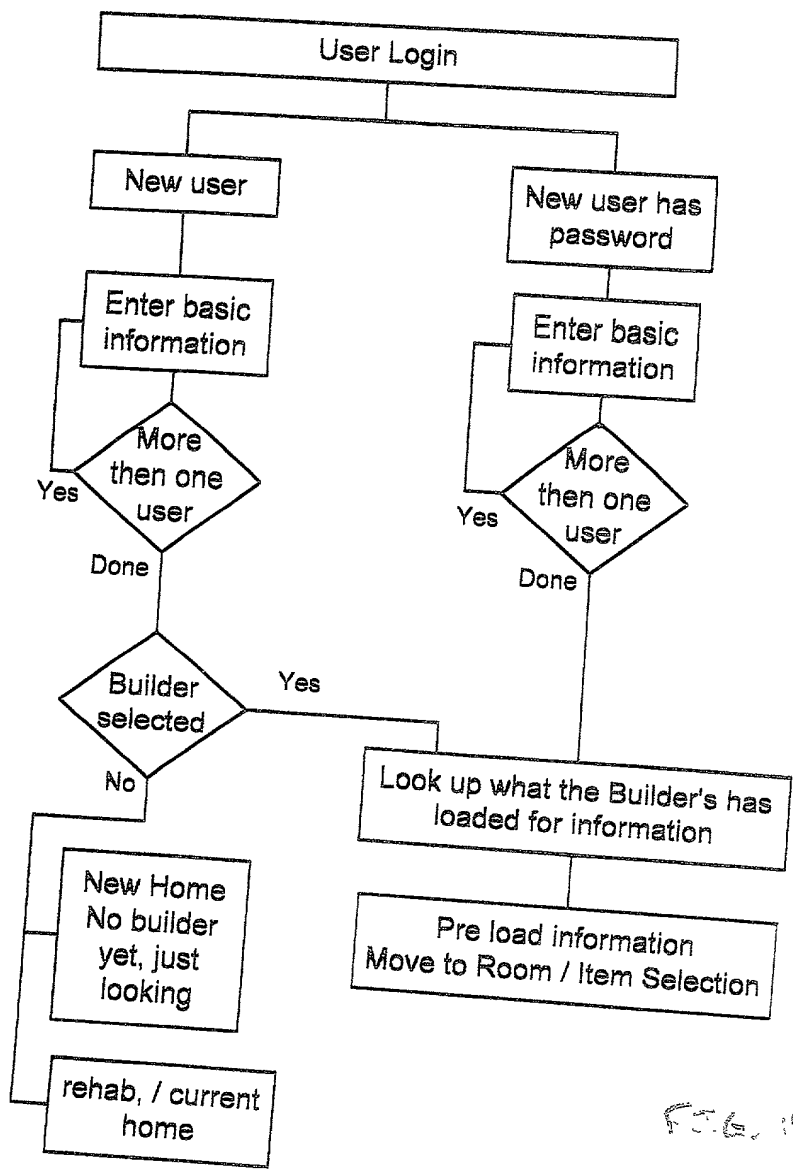 User Login
New user
New user has
password
Enter basic
information
Enter basic
information
More
then one
user
Yes
Done
More
then one
user
Yes
Done
Builder
selected
Yes
No
Look up what the Builder's has
loaded for information
New Home
No builder
yet, just
looking
Pre load information
Move to Room / Item Selection
rehab, / current
home
FIG.